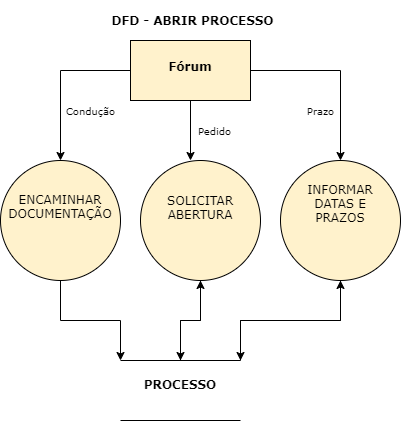 DFD - ABRIR PROCESSO
Fórum
Condução
Pedido
Prazo
ENCAMINHAR
DOCUMENTAÇÃO
SOLICITAR
ABERTURA
INFORMAR
DATAS E
PRAZOS
PROCESSO